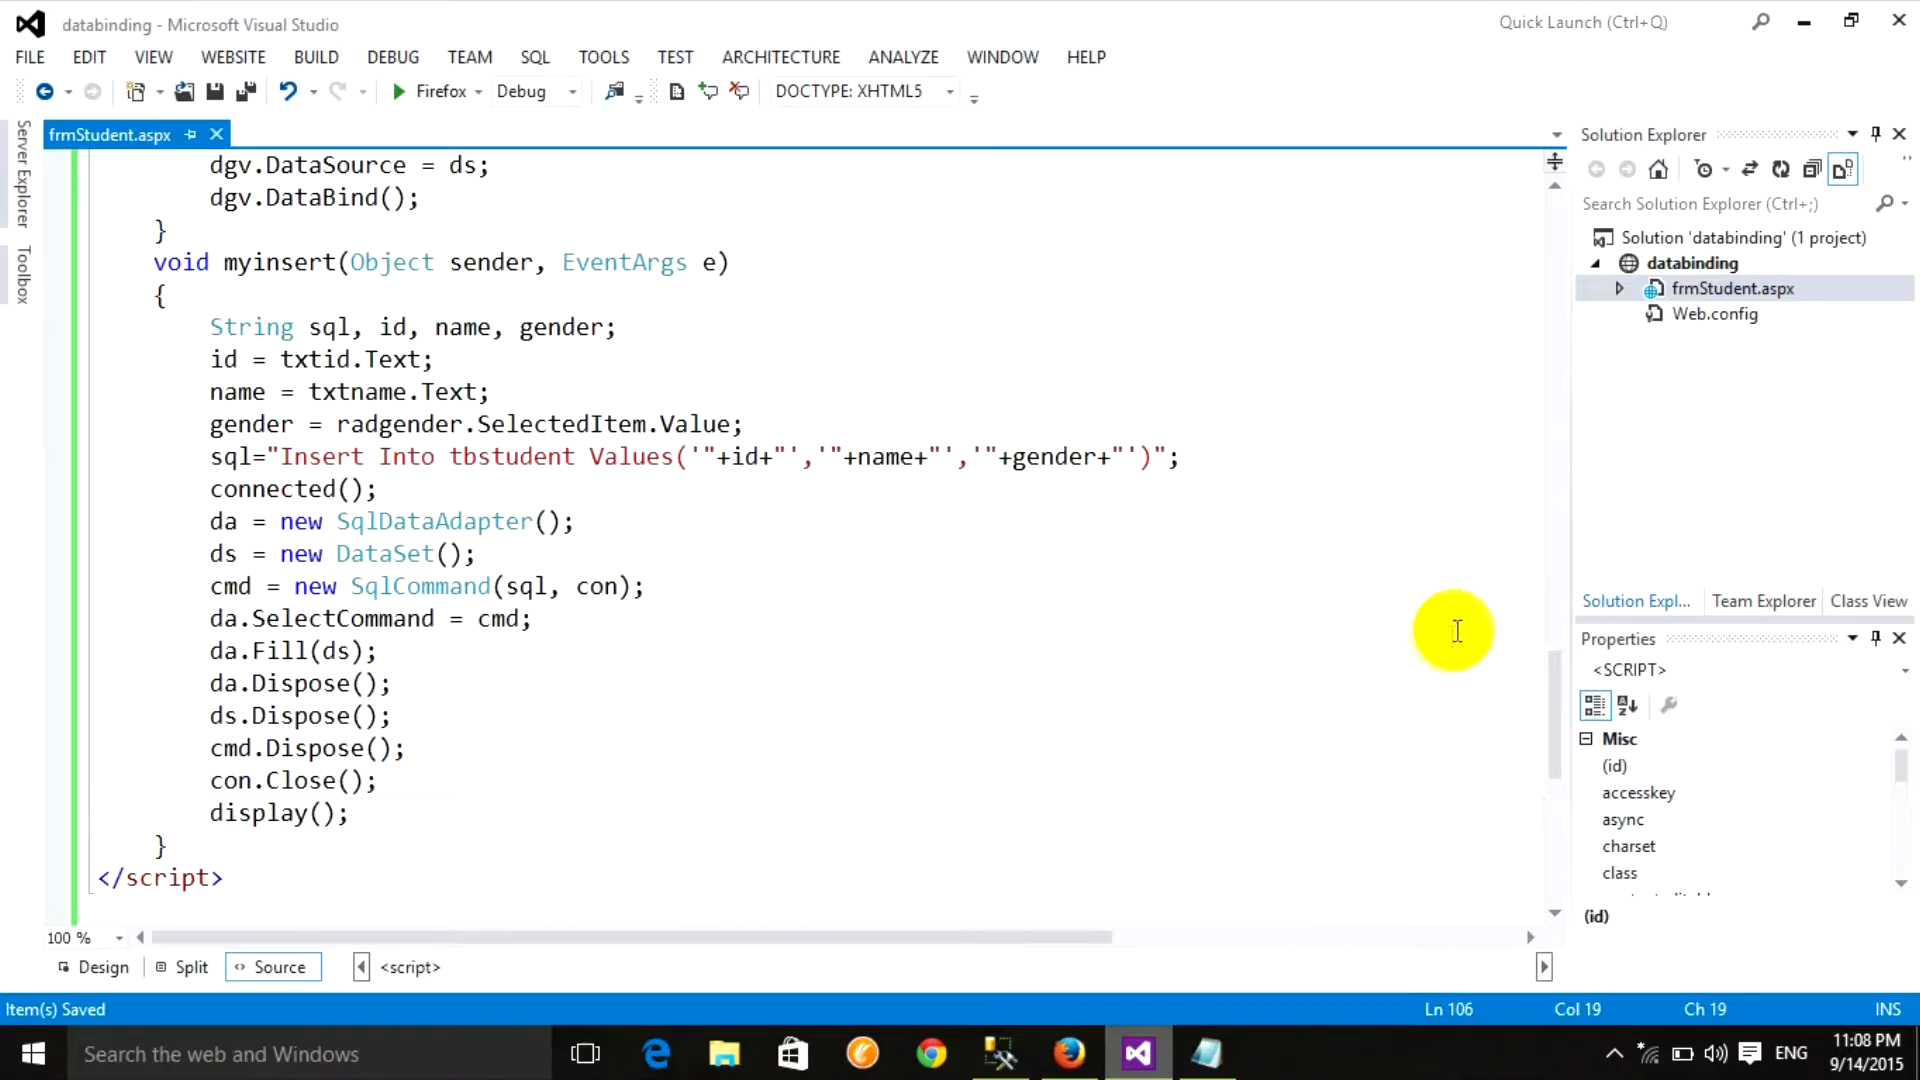 databinding - Microsoft Visual Studio
Quick Launch (Ctrl+Q)
FILE EDIT VIEW WEBSITE BUILD DEBUG TEAM SQL TOOLS TEST ARCHITECTURE ANALYZE WINDOW HELP
Firefox Debug DOCTYPE: XHTML5
Server Explorer
Toolbox
frmStudent.aspx
dgv.DataSource = ds;
dgv.DataBind();
}
void myinsert(Object sender, EventArgs e)
{
String sql, id, name, gender;
id = txtid.Text;
name = txtname.Text;
gender = radgender.SelectedItem.Value;
sql="Insert Into tbstudent Values('"+id+"','"+name+"','"+gender+"')";
connected();
da = new SqlDataAdapter();
ds = new DataSet();
cmd = new SqlCommand(sql, con);
da.SelectCommand = cmd;
da.Fill(ds);
da.Dispose();
ds.Dispose();
cmd.Dispose();
con.Close();
display();
}
</script>
100 %
Design Split Source <script>
Solution Explorer
Search Solution Explorer (Ctrl+;)
Solution 'databinding' (1 project)
databinding
frmStudent.aspx
Web.config
Solution Expl... Team Explorer Class View
Properties
<SCRIPT>
Misc
(id)
accesskey
async
charset
class
(id)
Item(s) Saved Ln 106 Col 19 Ch 19 INS
Search the web and Windows
ENG
11:08 PM
9/14/2015